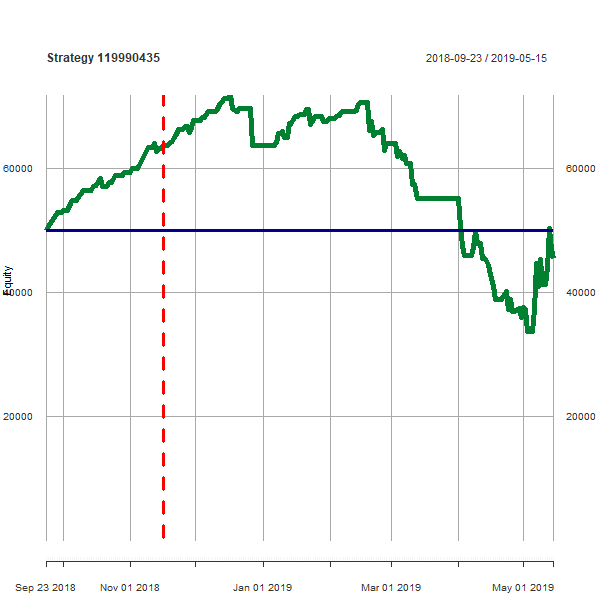 Strategy 119990435 2018-09-23 / 2019-05-15
60000 60000
Equity
40000 40000
20000 20000
Sep 23 2018 Nov 01 2018 Jan 01 2019 Mar 01 2019 May 01 2019